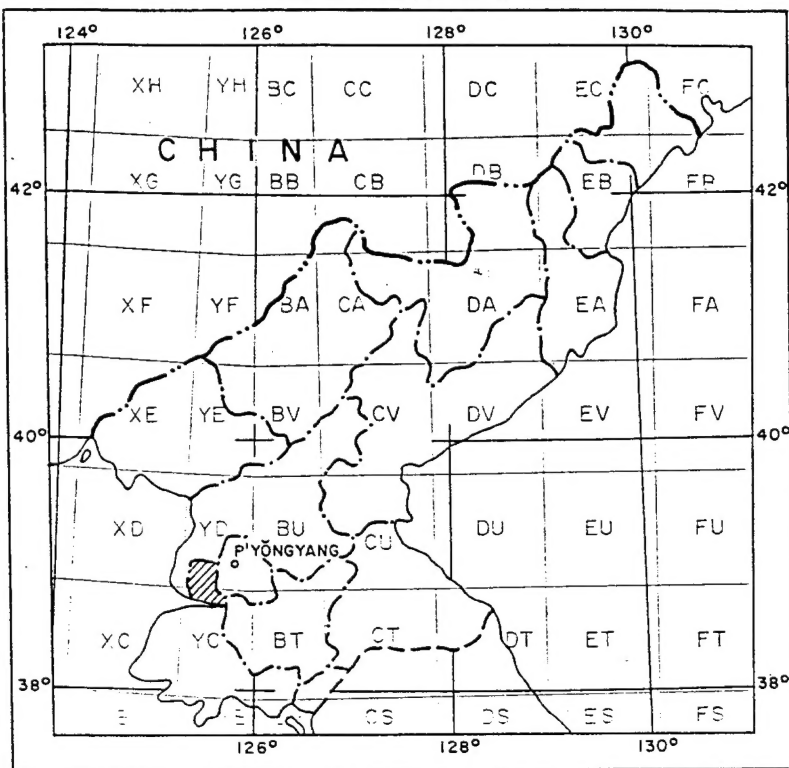 124° 126° 128° 130°
XH YH BC CC DC EC FC
CHINA
42° XG YG BB CB DB EB FB 42°
XF YF BA CA DA EA FA
XE YE BV CV DV EV FV
40° 40°
XD YD BU CU DU EU FU
P'YŎNGYANG
XC YC BT CT DT ET FT
38° 38°
CS DS ES FS
126° 128° 130°